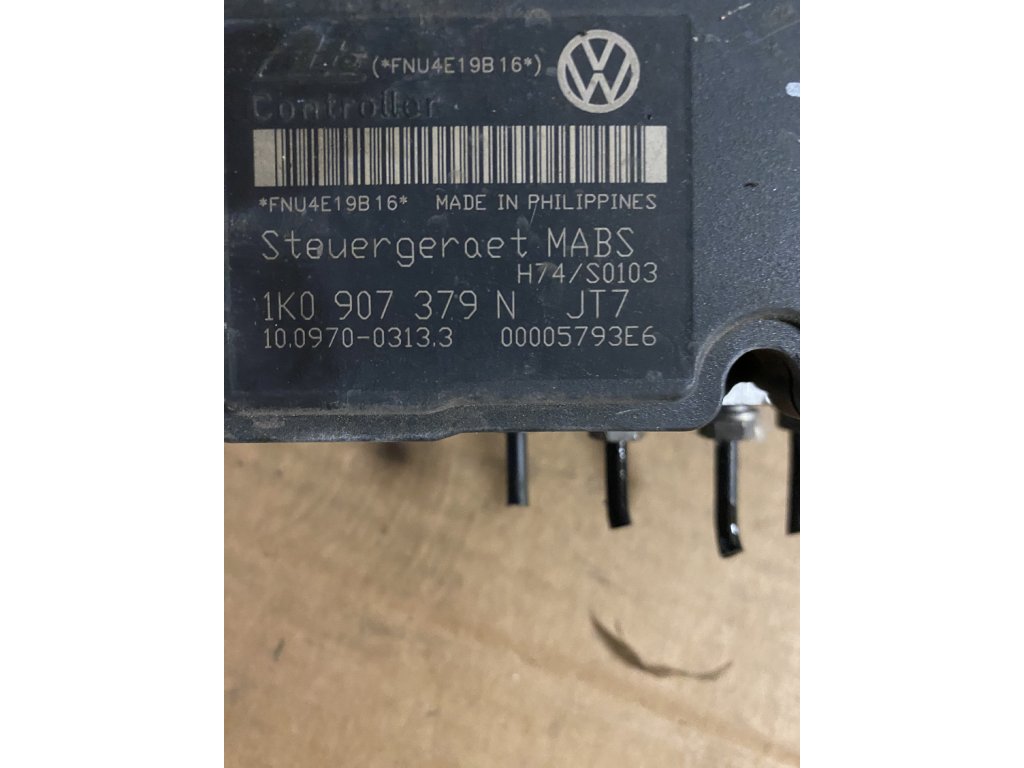 Ate (*FNU4E19B16*)
Controller
*FNU4E19B16* MADE IN PHILIPPINES
Steuergeraet MABS
H74/S0103
1K0 907 379 N JT7
10.0970-0313.3 00005793E6